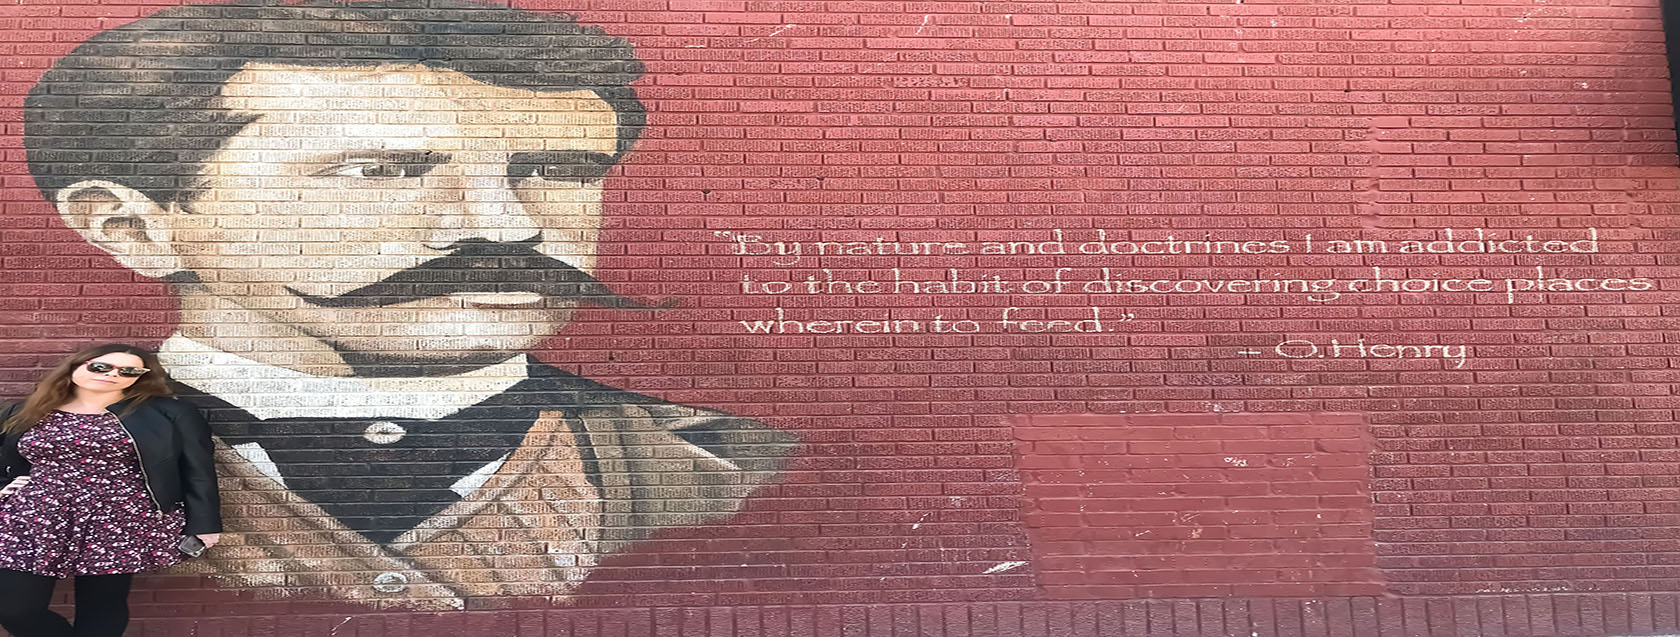 "By nature and doctrines I am addicted
to the habit of discovering choice places
wherein to feed."
- O. Henry